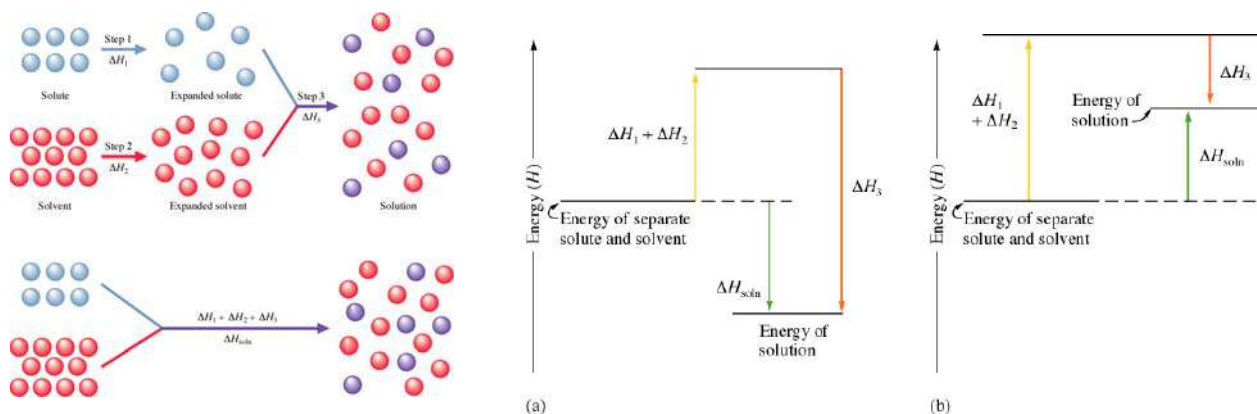 Step 1
ΔH₁
Solute
Expanded solute
Step 3
ΔH₃
Step 2
ΔH₂
Solvent
Expanded solvent
Solution
ΔH₁ + ΔH₂ + ΔH₃
ΔHsoln
Energy (H)
ΔH₁ + ΔH₂
ΔH₃
Energy of separate
solute and solvent
ΔHsoln
Energy of
solution
(a)
Energy (H)
ΔH₁
+ ΔH₂
ΔH₃
Energy of
solution
ΔHsoln
Energy of separate
solute and solvent
(b)